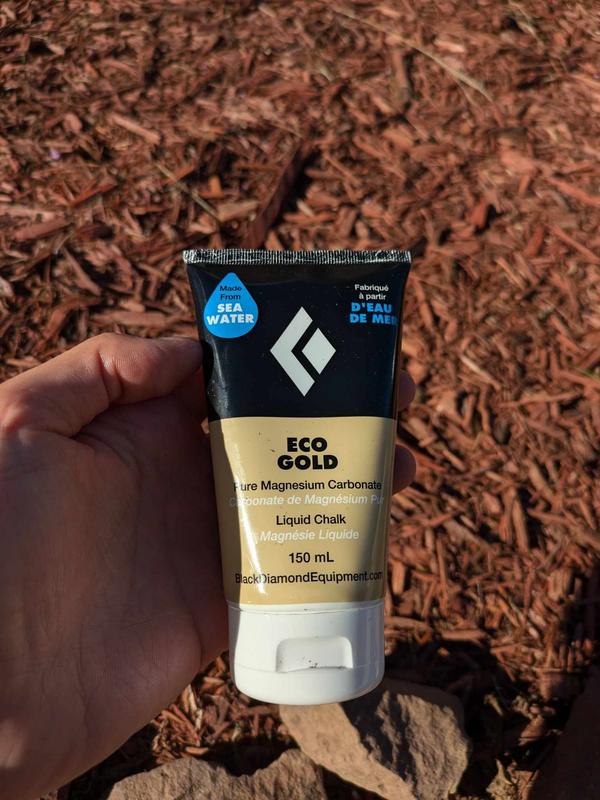 Made
From
SEA
WATER
Fabriqué
à partir
D'EAU
DE MER
ECO
GOLD
Pure Magnesium Carbonate
Carbonate de Magnésium Pur
Liquid Chalk
Magnésie Liquide
150 mL
BlackDiamondEquipment.com